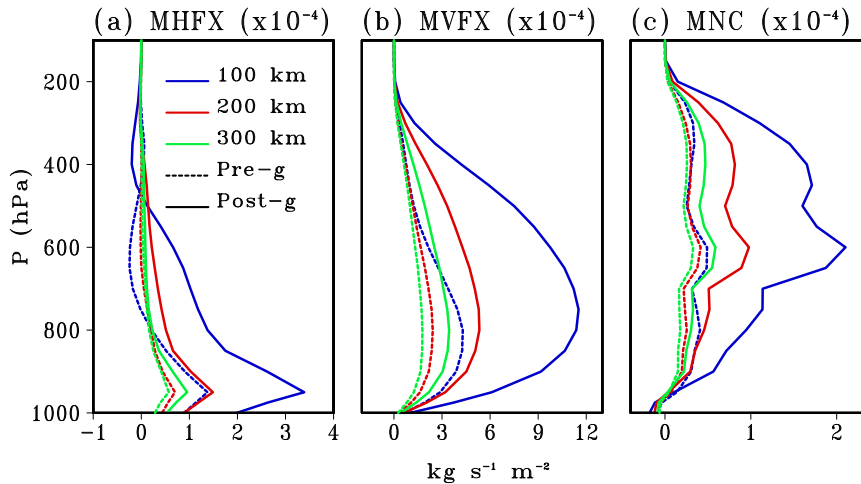 (a) MHFX (x10⁻⁴) (b) MVFX (x10⁻⁴) (c) MNC (x10⁻⁴)
100 km
200 km
300 km
Pre-g
Post-g
P (hPa)
200
400
600
800
1000
-1 0 1 2 3 4
0 3 6 9 12
0 1 2
kg s⁻¹ m⁻²